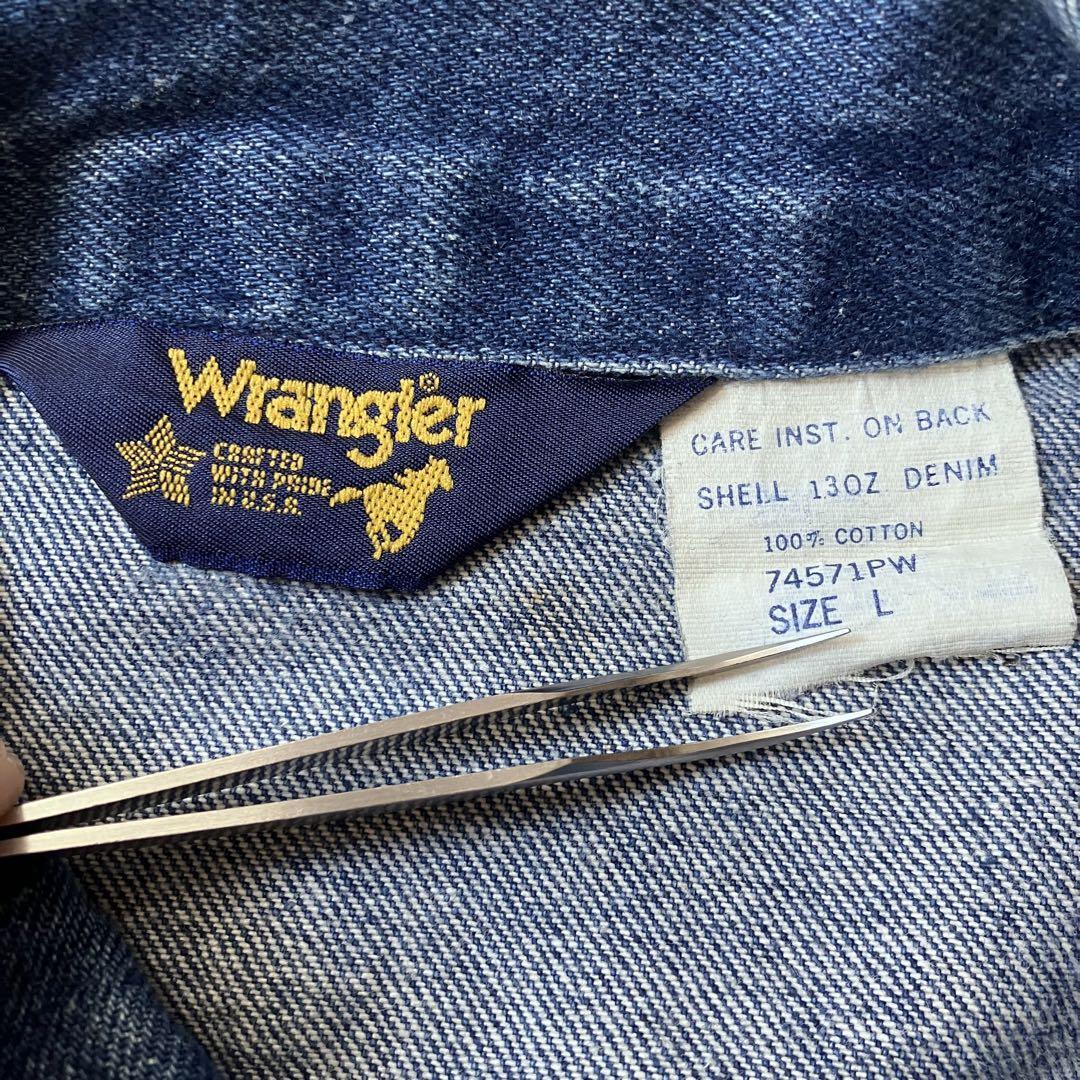 Wrangler®
CRAFTED
WITH PRIDE
IN U.S.A.
CARE INST. ON BACK
SHELL 13OZ DENIM
100% COTTON
74571PW
SIZE L